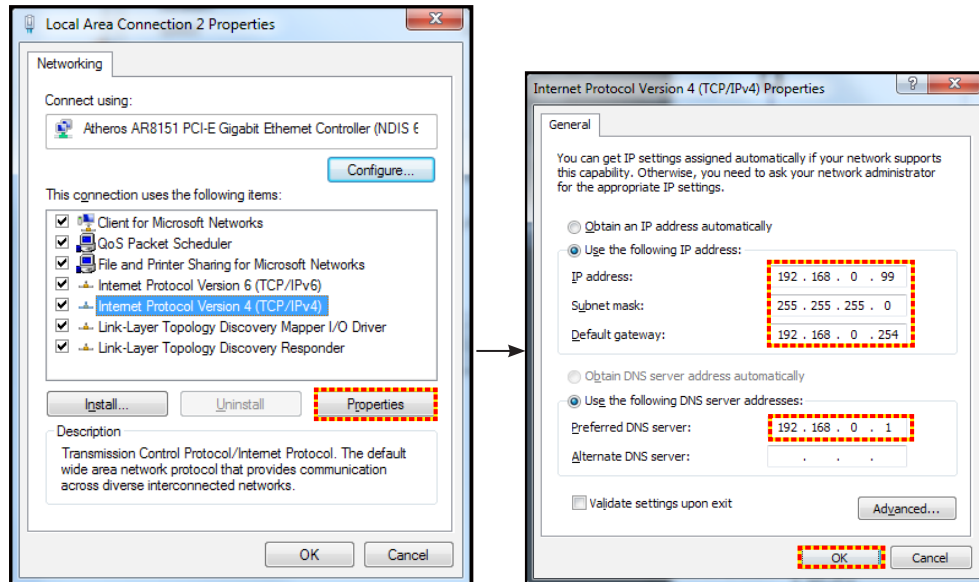 Local Area Connection 2 Properties
Networking
Connect using:
Atheros AR8151 PCI-E Gigabit Ethernet Controller (NDIS 6
Configure...
This connection uses the following items:
Client for Microsoft Networks
QoS Packet Scheduler
File and Printer Sharing for Microsoft Networks
Internet Protocol Version 6 (TCP/IPv6)
Internet Protocol Version 4 (TCP/IPv4)
Link-Layer Topology Discovery Mapper I/O Driver
Link-Layer Topology Discovery Responder
Install... Uninstall Properties
Description
Transmission Control Protocol/Internet Protocol. The default
wide area network protocol that provides communication
across diverse interconnected networks.
OK Cancel
Internet Protocol Version 4 (TCP/IPv4) Properties
General
You can get IP settings assigned automatically if your network supports
this capability. Otherwise, you need to ask your network administrator
for the appropriate IP settings.
Obtain an IP address automatically
Use the following IP address:
IP address: 192 . 168 . 0 . 99
Subnet mask: 255 . 255 . 255 . 0
Default gateway: 192 . 168 . 0 . 254
Obtain DNS server address automatically
Use the following DNS server addresses:
Preferred DNS server: 192 . 168 . 0 . 1
Alternate DNS server: . . .
Validate settings upon exit
Advanced...
OK Cancel